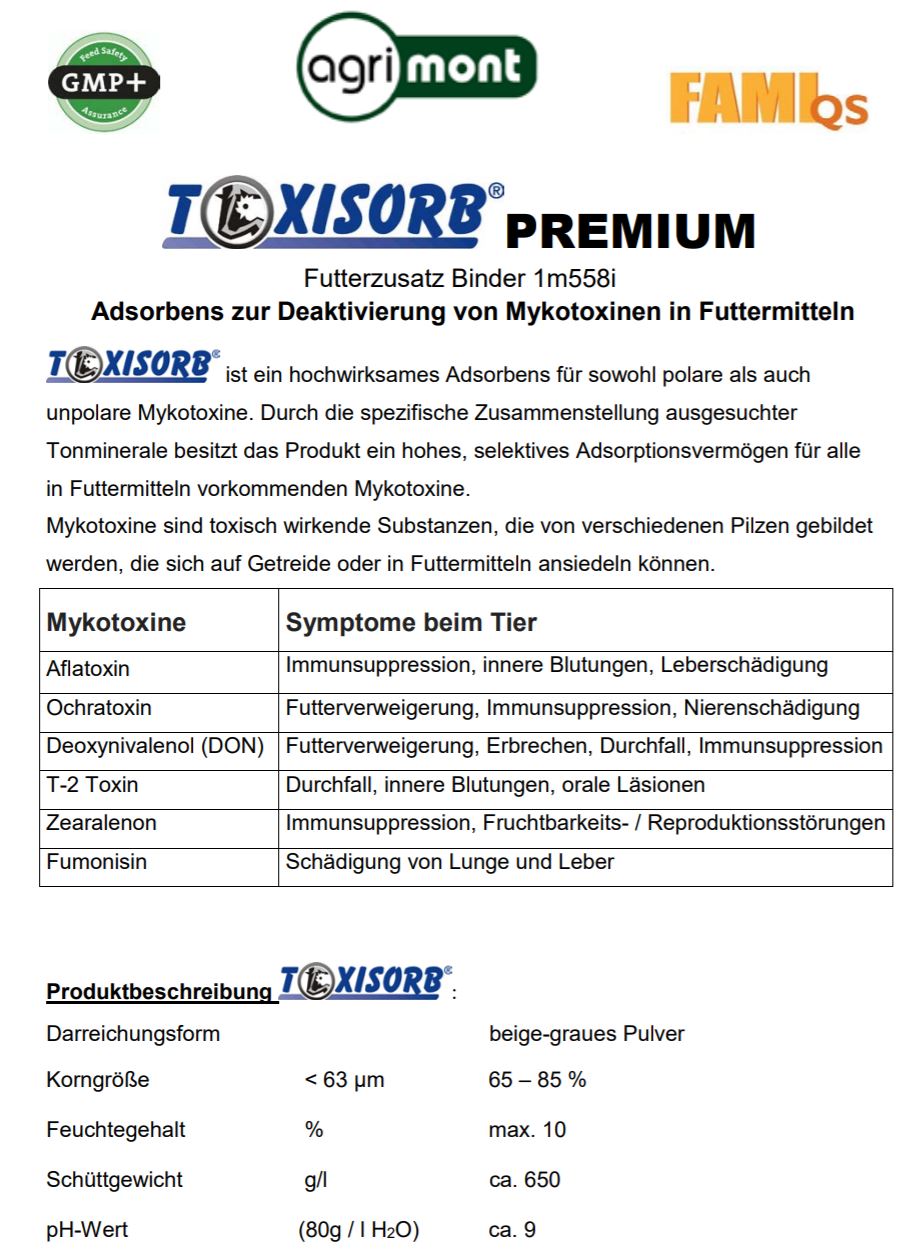 Feed Safety
GMP+
Assurance
agrimont
FAMI QS
TOXISORB® PREMIUM
Futterzusatz Binder 1m558i
Adsorbens zur Deaktivierung von Mykotoxinen in Futtermitteln
TOXISORB® ist ein hochwirksames Adsorbens für sowohl polare als auch
unpolare Mykotoxine. Durch die spezifische Zusammenstellung ausgesuchter
Tonminerale besitzt das Produkt ein hohes, selektives Adsorptionsvermögen für alle
in Futtermitteln vorkommenden Mykotoxine.
Mykotoxine sind toxisch wirkende Substanzen, die von verschiedenen Pilzen gebildet
werden, die sich auf Getreide oder in Futtermitteln ansiedeln können.
Mykotoxine Symptome beim Tier
Aflatoxin Immunsuppression, innere Blutungen, Leberschädigung
Ochratoxin Futterverweigerung, Immunsuppression, Nierenschädigung
Deoxynivalenol (DON) Futterverweigerung, Erbrechen, Durchfall, Immunsuppression
T-2 Toxin Durchfall, innere Blutungen, orale Läsionen
Zearalenon Immunsuppression, Fruchtbarkeits- / Reproduktionsstörungen
Fumonisin Schädigung von Lunge und Leber
Produktbeschreibung TOXISORB® :
Darreichungsform beige-graues Pulver
Korngröße < 63 µm 65 – 85 %
Feuchtegehalt % max. 10
Schüttgewicht g/l ca. 650
pH-Wert (80g / l H2O) ca. 9